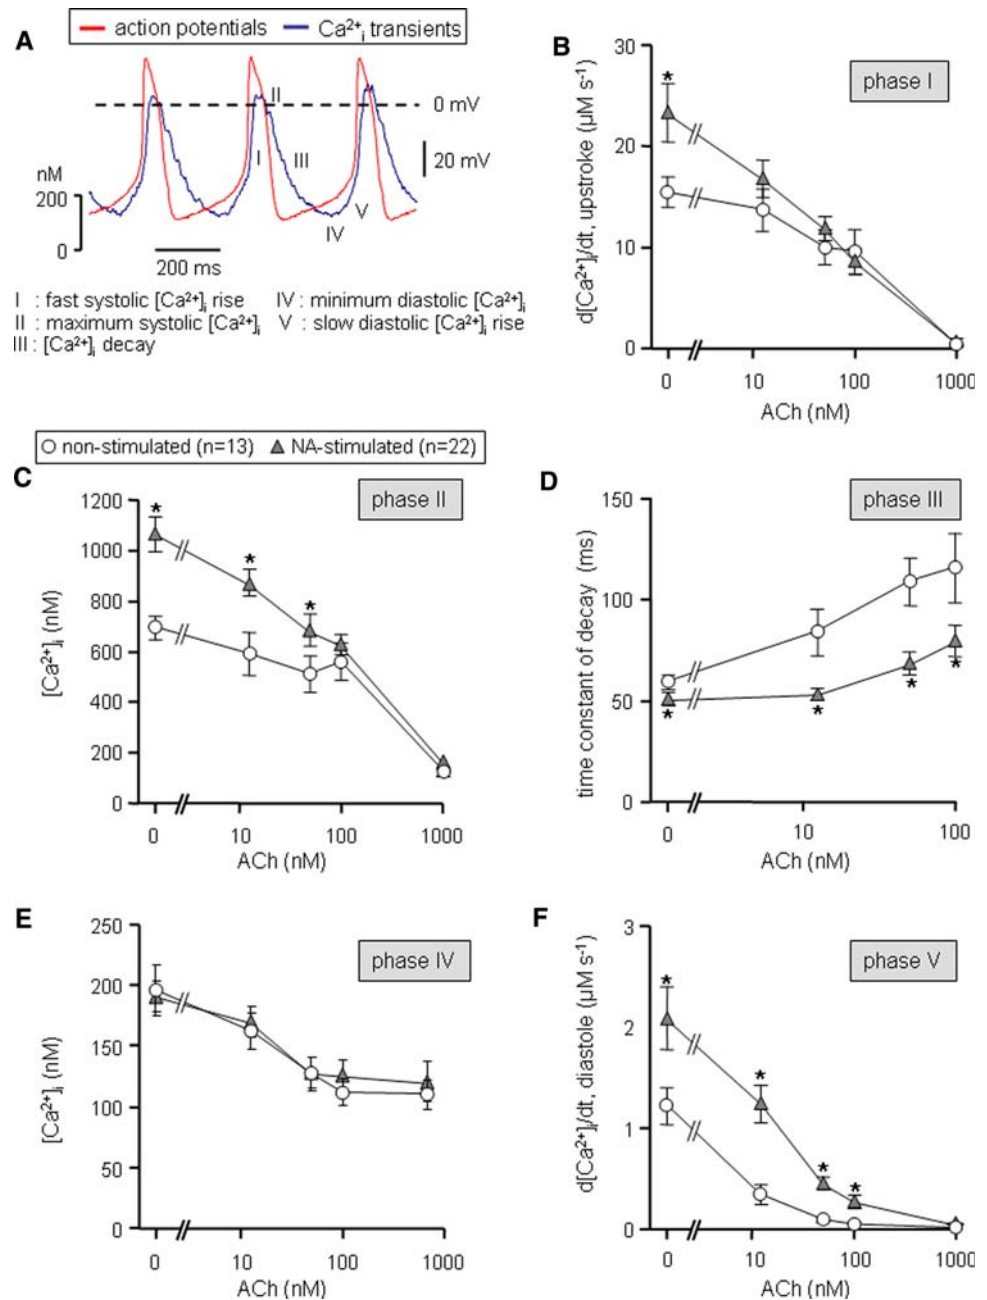 A
action potentials Ca²⁺ᵢ transients
0 mV
II
I
III
20 mV
V
IV
nM
200
0
200 ms
I : fast systolic [Ca²⁺]ᵢ rise IV : minimum diastolic [Ca²⁺]ᵢ
II : maximum systolic [Ca²⁺]ᵢ V : slow diastolic [Ca²⁺]ᵢ rise
III : [Ca²⁺]ᵢ decay
B
phase I
d[Ca²⁺]ᵢ/dt, upstroke (µM s⁻¹)
30
*
20
10
0
0 10 100 1000
ACh (nM)
non-stimulated (n=13) NA-stimulated (n=22)
C
phase II
[Ca²⁺]ᵢ (nM)
1200
* * *
1000
800
600
400
200
0
0 10 100 1000
ACh (nM)
D
phase III
time constant of decay (ms)
150
100
50
* * * *
0
0 10 100
ACh (nM)
E
phase IV
[Ca²⁺]ᵢ (nM)
250
200
150
100
50
0
0 10 100 1000
ACh (nM)
F
phase V
d[Ca²⁺]ᵢ/dt, diastole (µM s⁻¹)
3
* * * *
2
1
0
0 10 100 1000
ACh (nM)